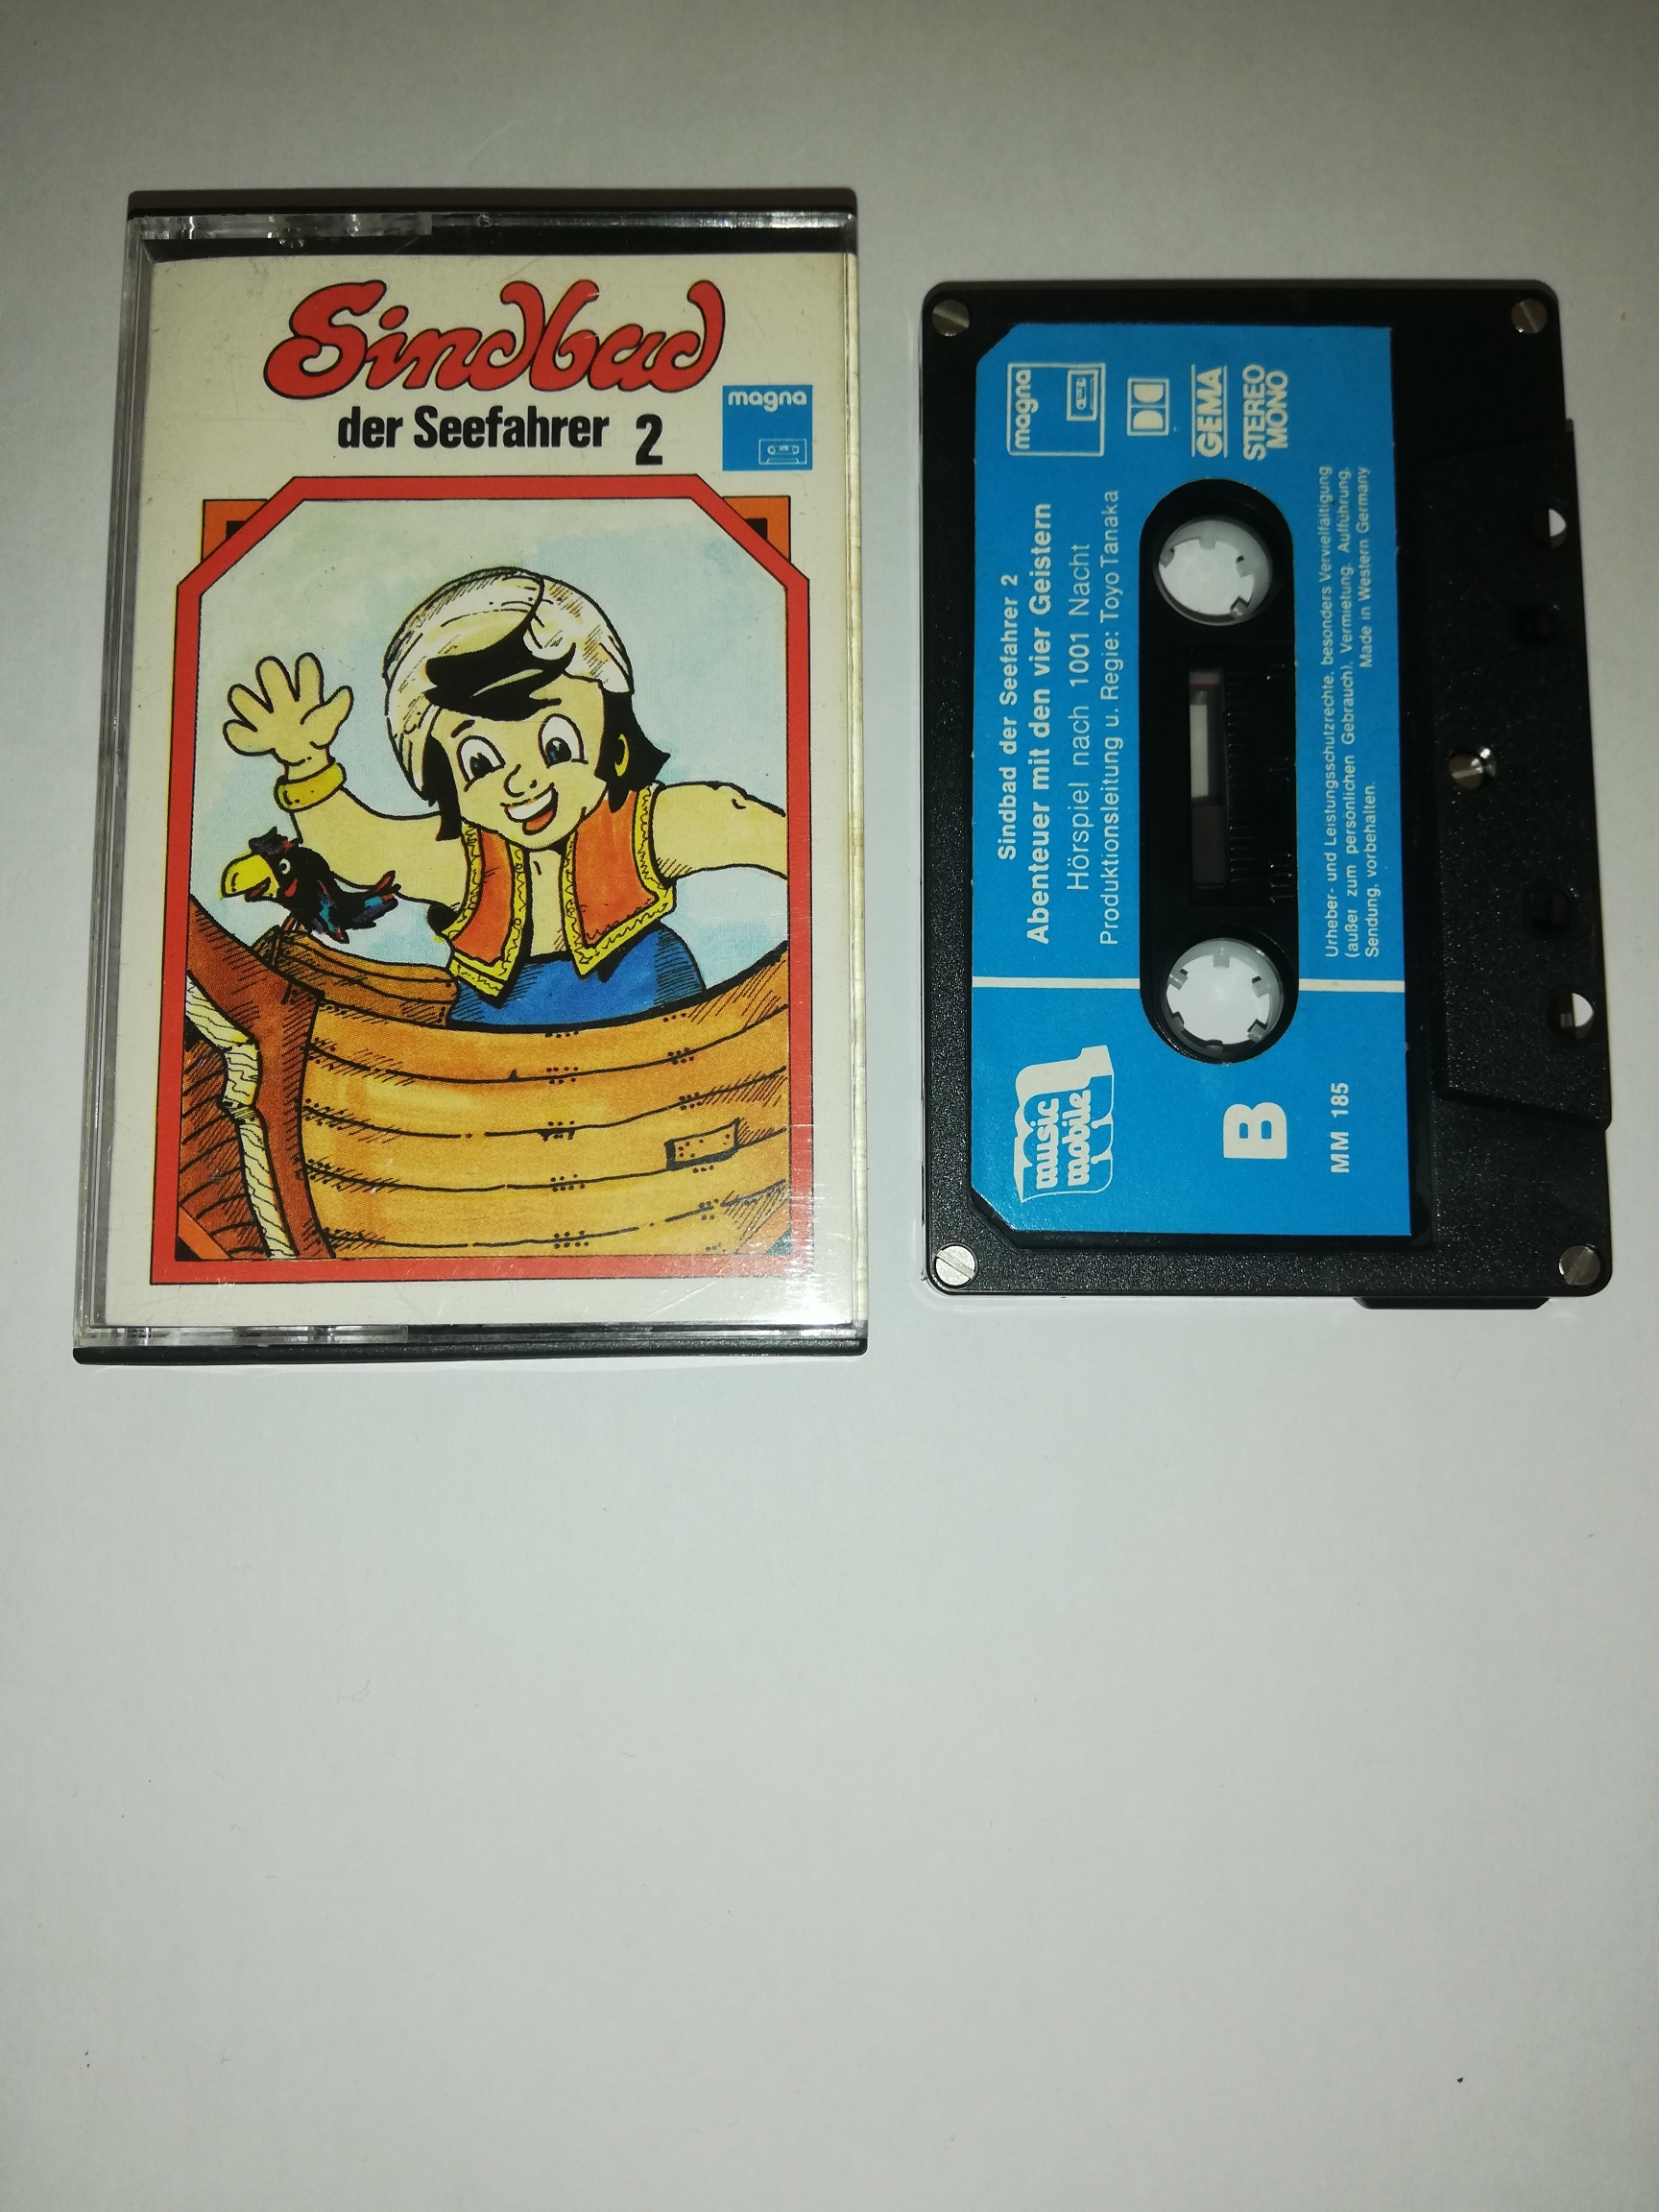 Sindbad
der Seefahrer 2
magna
magna
GEMA
STEREO
MONO
Sindbad der Seefahrer 2
Abenteuer mit den vier Geistern
Hörspiel nach 1001 Nacht
Produktionsleitung u. Regie: Toyo Tanaka
100
Urheber- und Leistungsschutzrechte, besonders Vervielfältigung
(außer zum persönlichen Gebrauch), Vermietung, Aufführung,
Sendung, vorbehalten.
Made in Western Germany
music
mobile
B
MM 185